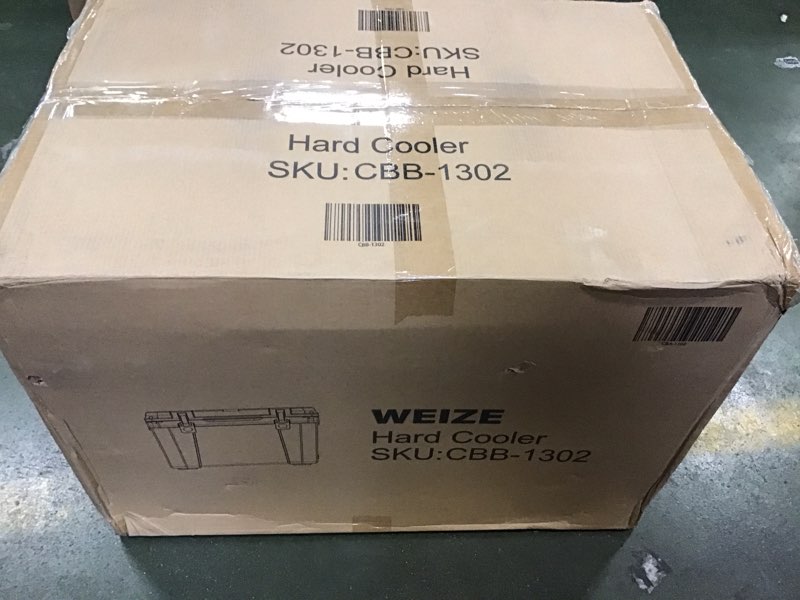 SKU:CBB-1302
Hard Cooler
Hard Cooler
SKU:CBB-1302
CBB-1302
WEIZE
Hard Cooler
SKU:CBB-1302